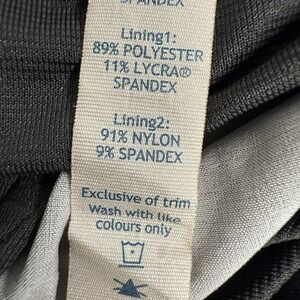 SPANDEX
Lining1:
89% POLYESTER
11% LYCRA®
SPANDEX
Lining2:
91% NYLON
9% SPANDEX
Exclusive of trim
Wash with like
colours only